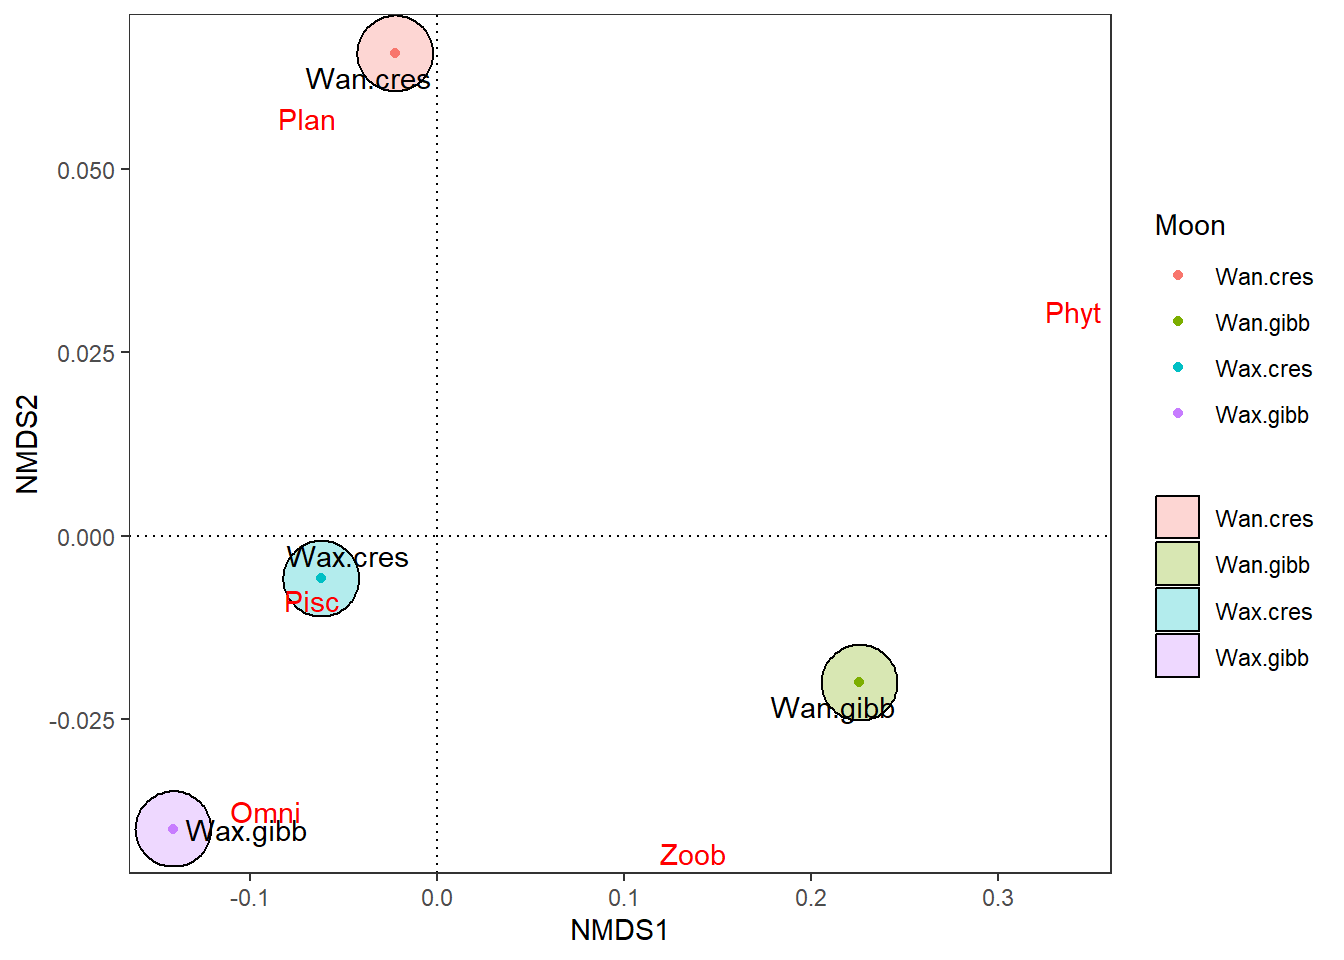 Wan.cres
Plan
0.050
Moon
Wan.cres
Phyt
Wan.gibb
0.025
Wax.cres
NMDS2
Wax.gibb
Wan.cres
0.000
Wax.cres
Wan.gibb
Pisc
Wax.cres
Wax.gibb
Wan.gibb
-0.025
Omni
Wax.gibb
Zoob
-0.1
0.0
0.1
0.2
0.3
NMDS1